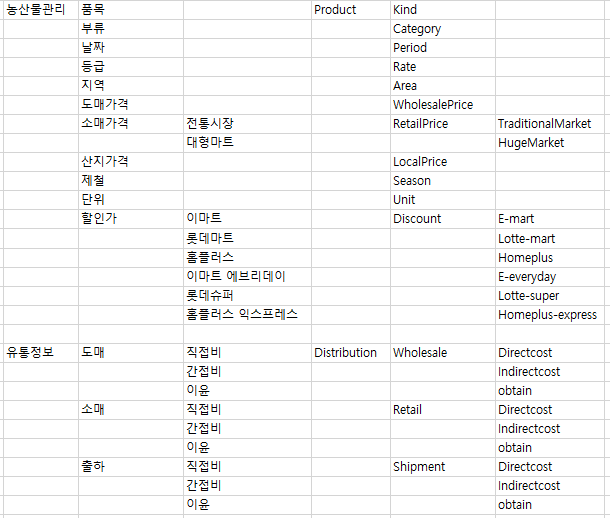 농산물관리 품목 Product Kind
부류 Category
날짜 Period
등급 Rate
지역 Area
도매가격 WholesalePrice
소매가격 전통시장 RetailPrice TraditionalMarket
대형마트 HugeMarket
산지가격 LocalPrice
제철 Season
단위 Unit
할인가 이마트 Discount E-mart
롯데마트 Lotte-mart
홈플러스 Homeplus
이마트 에브리데이 E-everyday
롯데슈퍼 Lotte-super
홈플러스 익스프레스 Homeplus-express
유통정보 도매 직접비 Distribution Wholesale Directcost
간접비 Indirectcost
이윤 obtain
소매 직접비 Retail Directcost
간접비 Indirectcost
이윤 obtain
출하 직접비 Shipment Directcost
간접비 Indirectcost
이윤 obtain